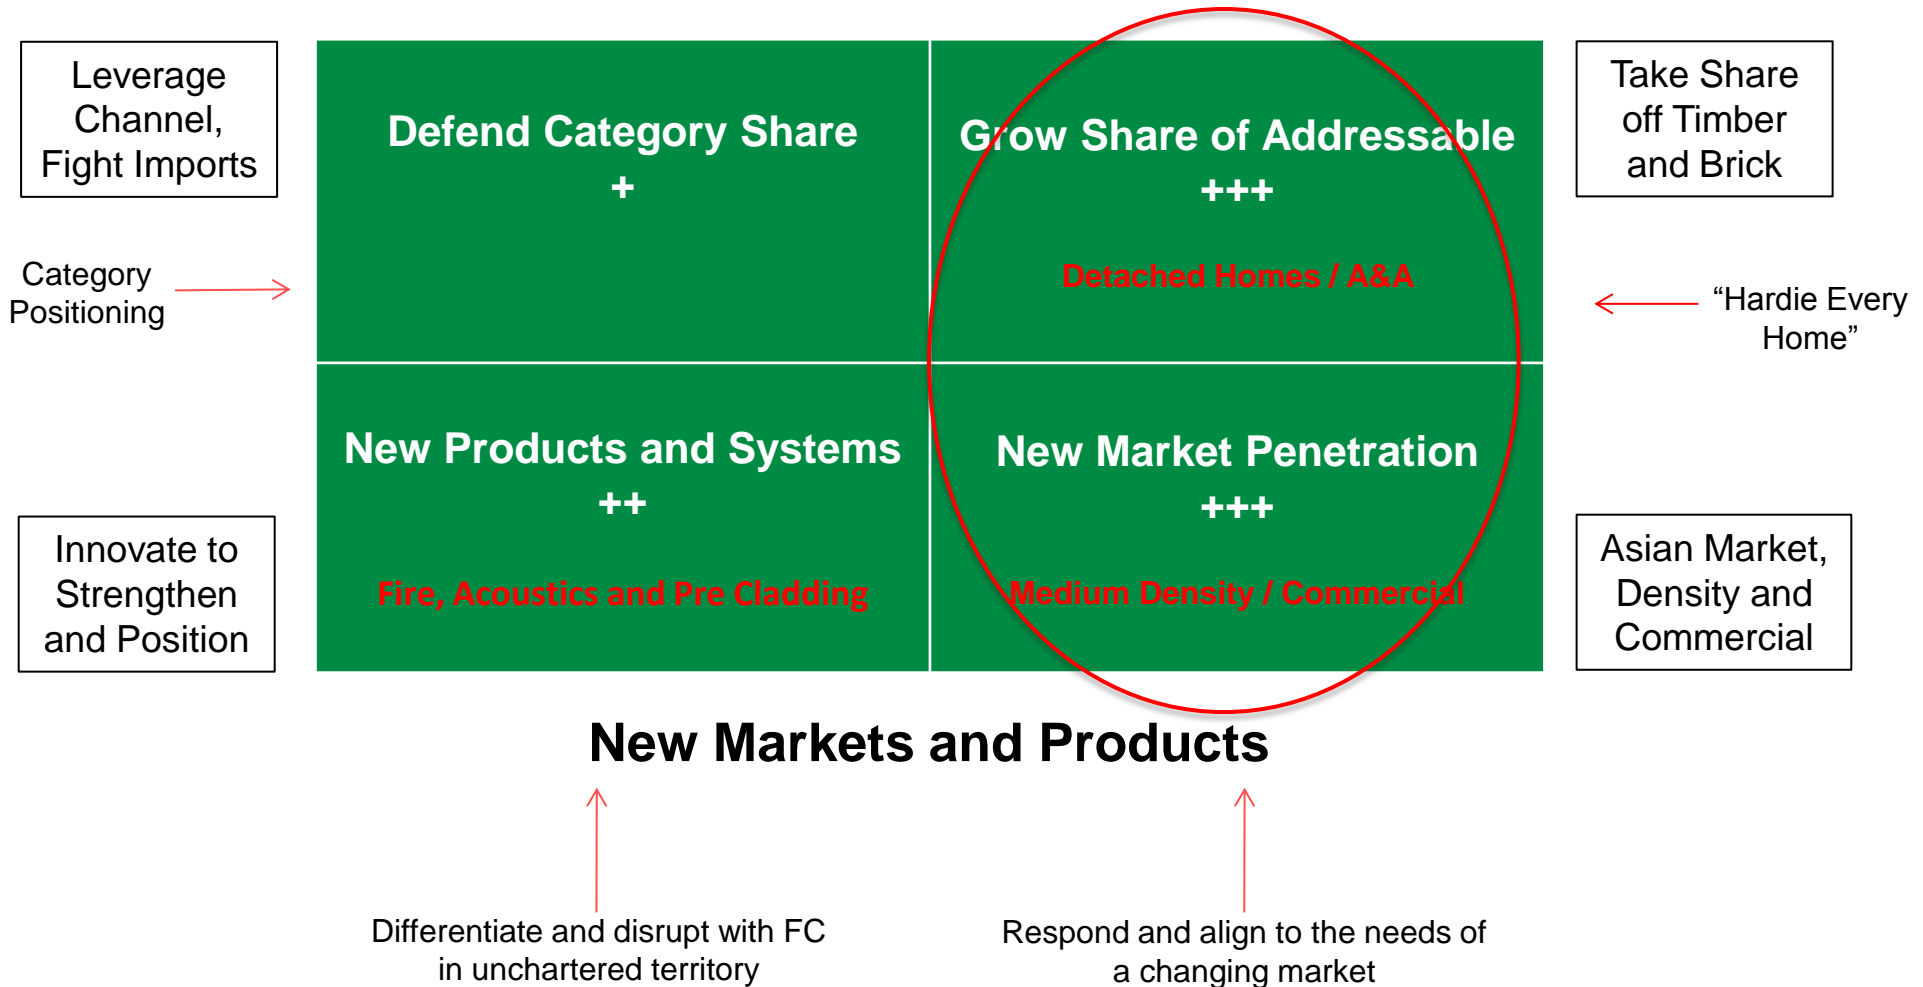 Leverage
Channel,
Fight Imports
Defend Category Share
+
Grow Share of Addressable
+++
Detached Homes / A&A
Take Share
off Timber
and Brick
Category
Positioning
“Hardie Every
Home”
New Products and Systems
++
Fire, Acoustics and Pre Cladding
New Market Penetration
+++
Medium Density / Commercial
Innovate to
Strengthen
and Position
Asian Market,
Density and
Commercial
New Markets and Products
Differentiate and disrupt with FC
in unchartered territory
Respond and align to the needs of
a changing market